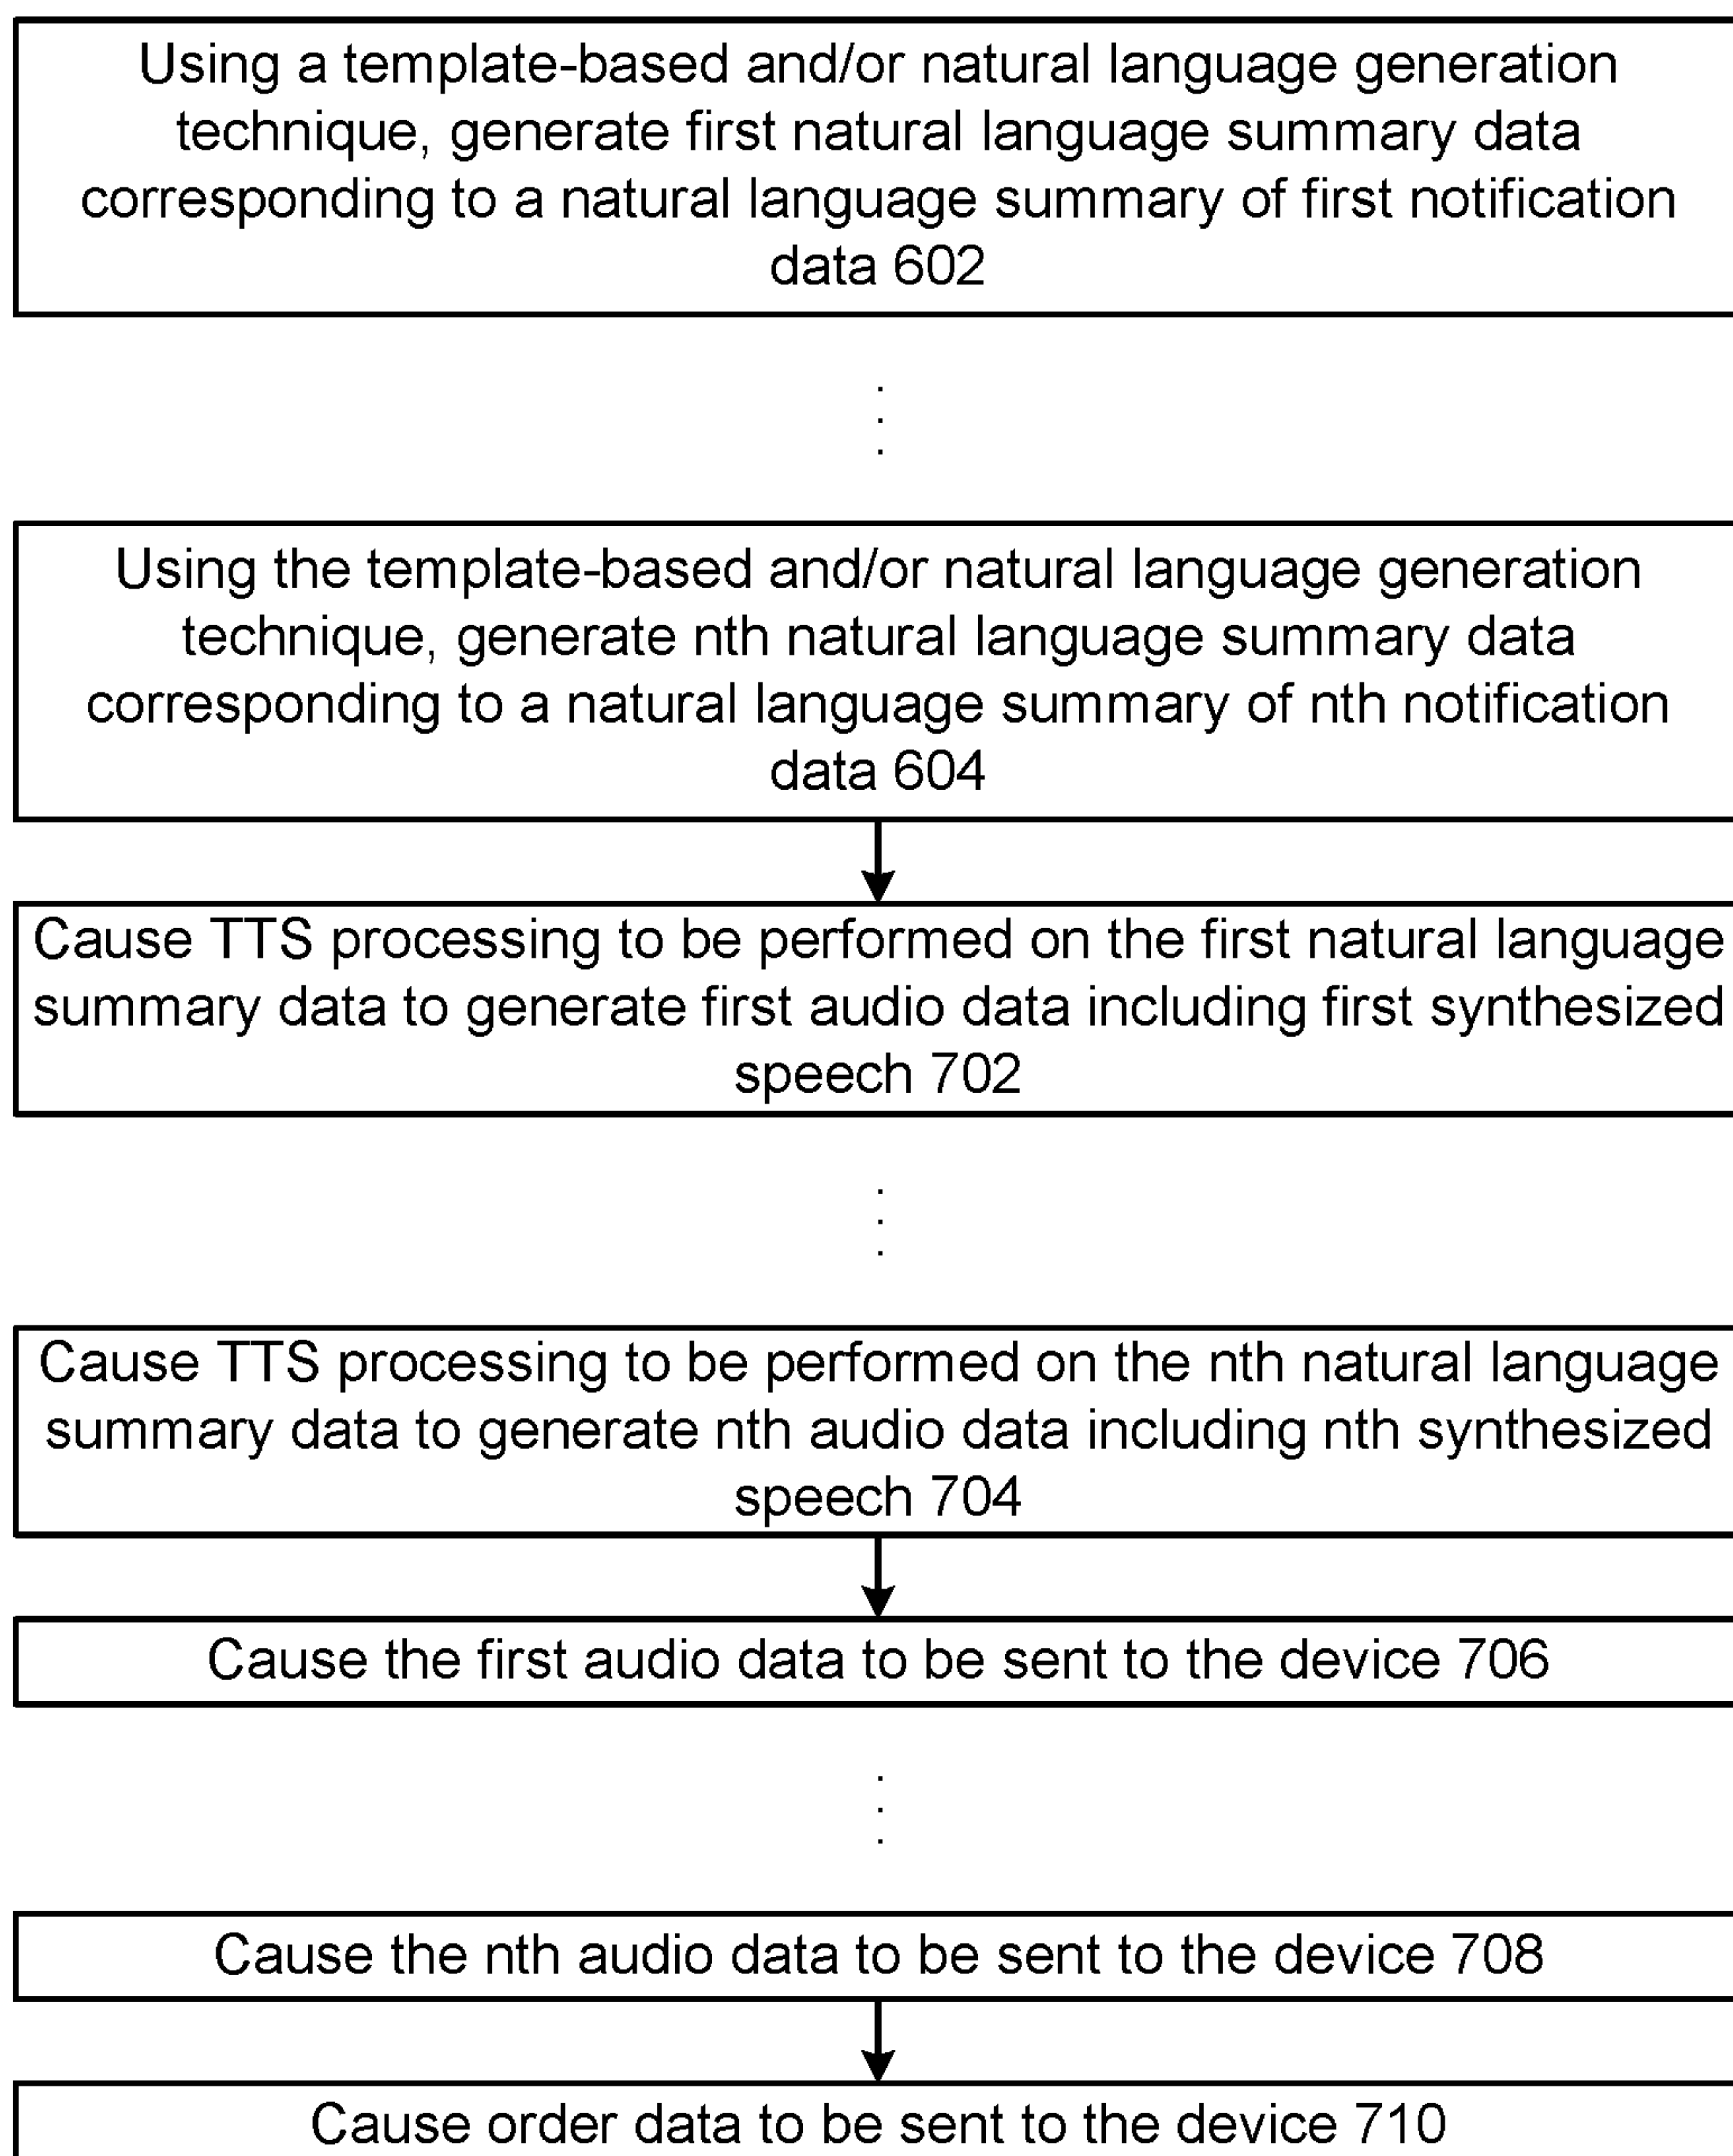 Using a template-based and/or natural language generation
technique, generate first natural language summary data
corresponding to a natural language summary of first notification
data 602
Using the template-based and/or natural language generation
technique, generate nth natural language summary data
corresponding to a natural language summary of nth notification
data 604
Cause TTS processing to be performed on the first natural language
summary data to generate first audio data including first synthesized
speech 702
Cause TTS processing to be performed on the nth natural language
summary data to generate nth audio data including nth synthesized
speech 704
Cause the first audio data to be sent to the device 706
Cause the nth audio data to be sent to the device 708
Cause order data to be sent to the device 710